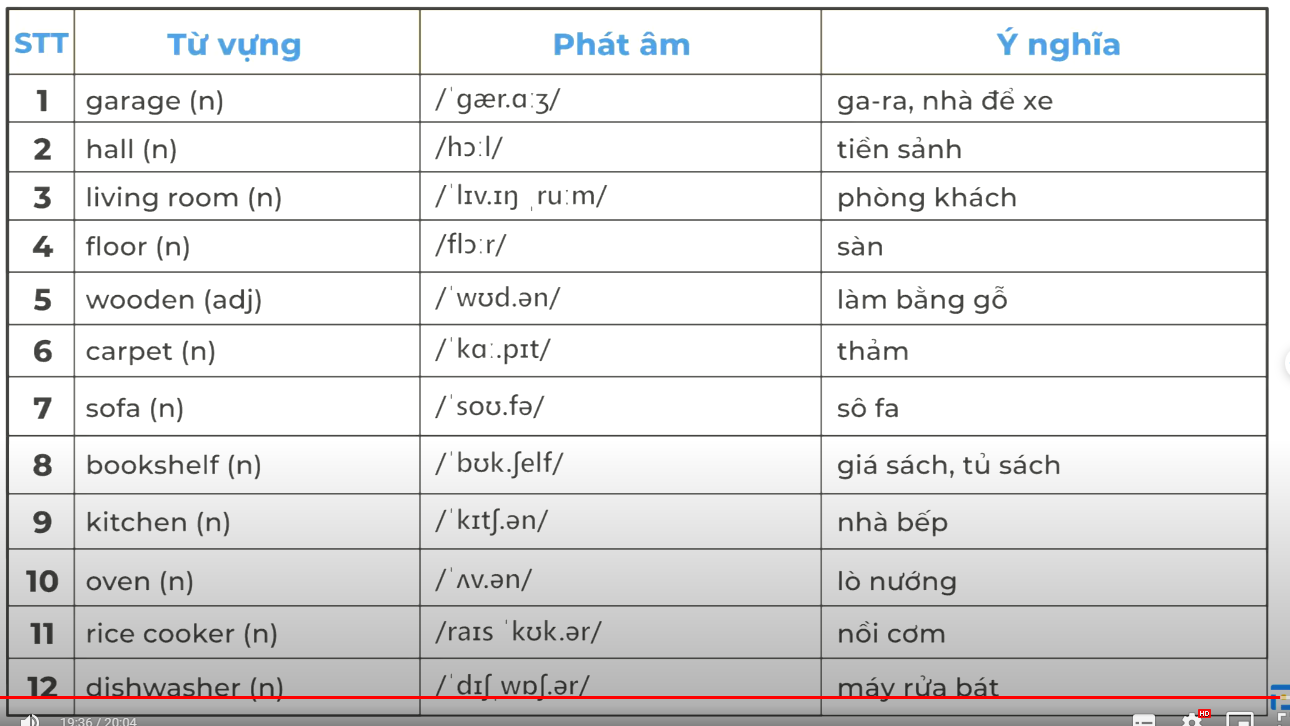 STT Từ vựng Phát âm Ý nghĩa
1 garage (n) /ˈɡær.ɑːʒ/ ga-ra, nhà để xe
2 hall (n) /hɔːl/ tiền sảnh
3 living room (n) /ˈlɪv.ɪŋ ˌruːm/ phòng khách
4 floor (n) /flɔːr/ sàn
5 wooden (adj) /ˈwʊd.ən/ làm bằng gỗ
6 carpet (n) /ˈkɑː.pɪt/ thảm
7 sofa (n) /ˈsoʊ.fə/ sô fa
8 bookshelf (n) /ˈbʊk.ʃelf/ giá sách, tủ sách
9 kitchen (n) /ˈkɪtʃ.ən/ nhà bếp
10 oven (n) /ˈʌv.ən/ lò nướng
11 rice cooker (n) /raɪs ˈkʊk.ər/ nồi cơm
12 dishwasher (n) /ˈdɪʃˌwɒʃ.ər/ máy rửa bát
19:36 / 20:04 HD